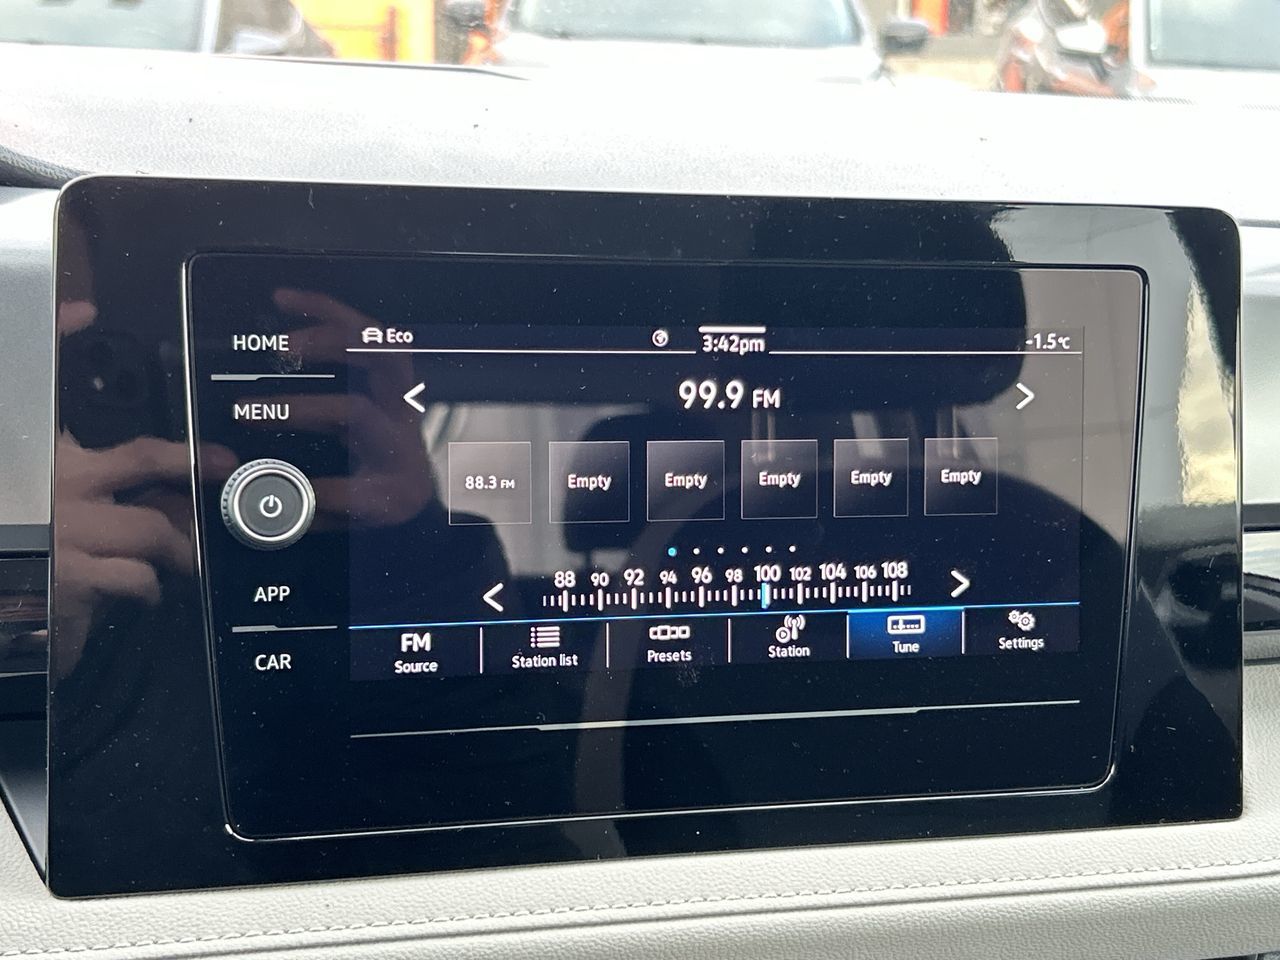 HOME
MENU
APP
CAR
Eco 3:42pm -1.5°C
< 99.9 FM >
88.3 FM Empty Empty Empty Empty Empty
< 88 90 92 94 96 98 100 102 104 106 108 >
FM Source
Station list
Presets
Station
Tune
Settings